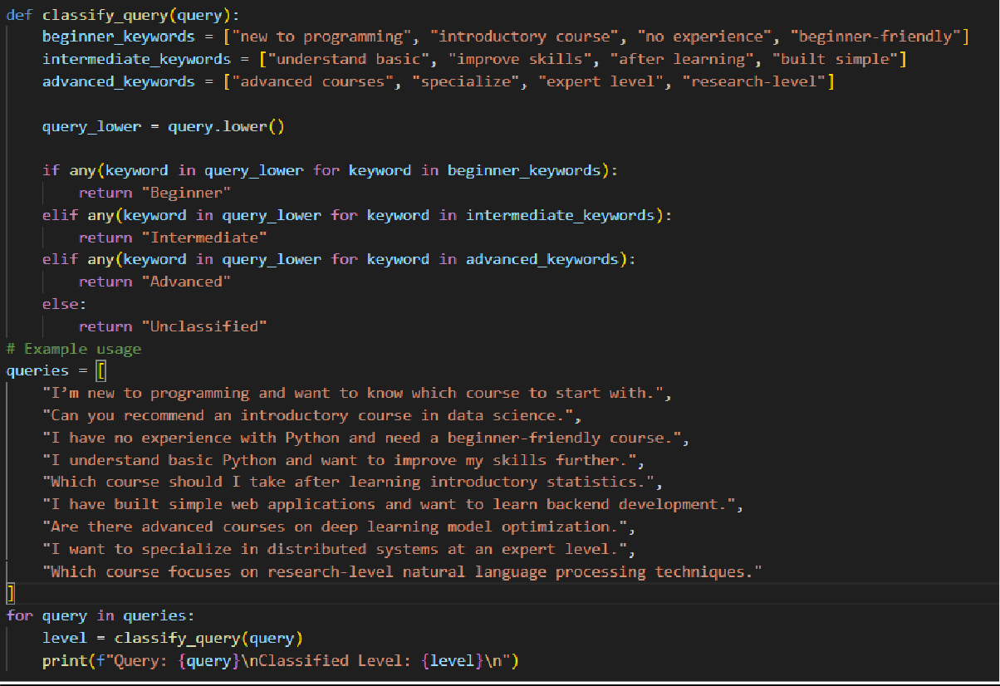 def classify_query(query):
    beginner_keywords = ["new to programming", "introductory course", "no experience", "beginner-friendly"]
    intermediate_keywords = ["understand basic", "improve skills", "after learning", "built simple"]
    advanced_keywords = ["advanced courses", "specialize", "expert level", "research-level"]

    query_lower = query.lower()

    if any(keyword in query_lower for keyword in beginner_keywords):
        return "Beginner"
    elif any(keyword in query_lower for keyword in intermediate_keywords):
        return "Intermediate"
    elif any(keyword in query_lower for keyword in advanced_keywords):
        return "Advanced"
    else:
        return "Unclassified"
# Example usage
queries = [
    "I’m new to programming and want to know which course to start with.",
    "Can you recommend an introductory course in data science.",
    "I have no experience with Python and need a beginner-friendly course.",
    "I understand basic Python and want to improve my skills further.",
    "Which course should I take after learning introductory statistics.",
    "I have built simple web applications and want to learn backend development.",
    "Are there advanced courses on deep learning model optimization.",
    "I want to specialize in distributed systems at an expert level.",
    "Which course focuses on research-level natural language processing techniques."
]
for query in queries:
    level = classify_query(query)
    print(f"Query: {query}\nClassified Level: {level}\n")